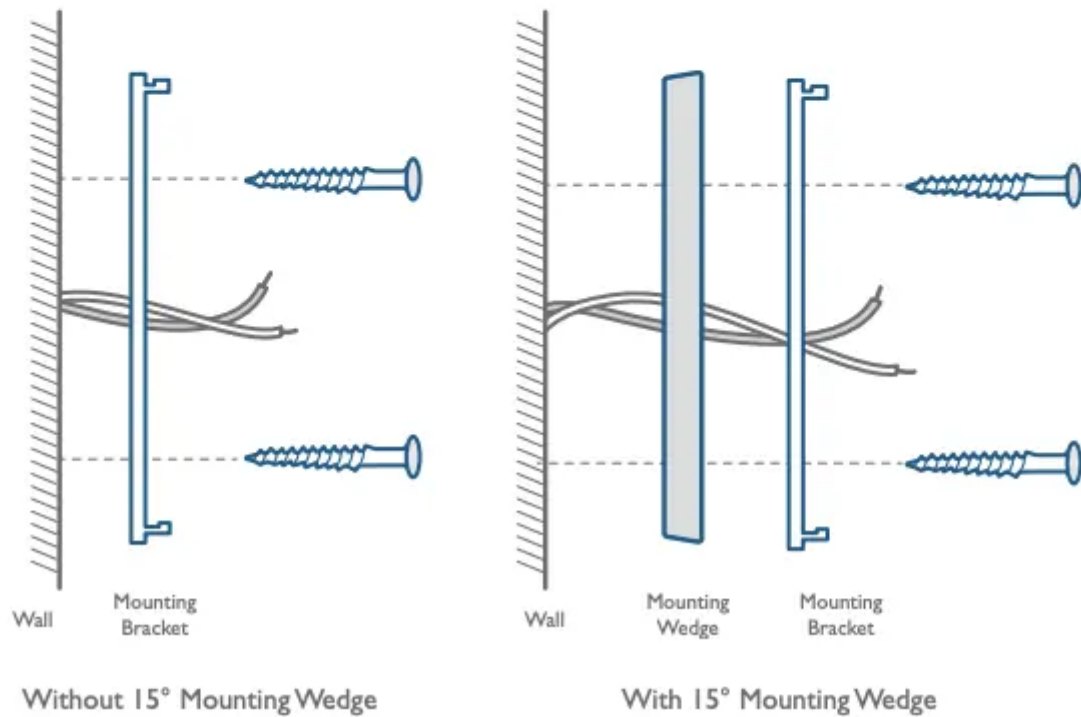 Wall
Mounting
Bracket
Without 15° Mounting Wedge
Wall
Mounting
Wedge
Mounting
Bracket
With 15° Mounting Wedge